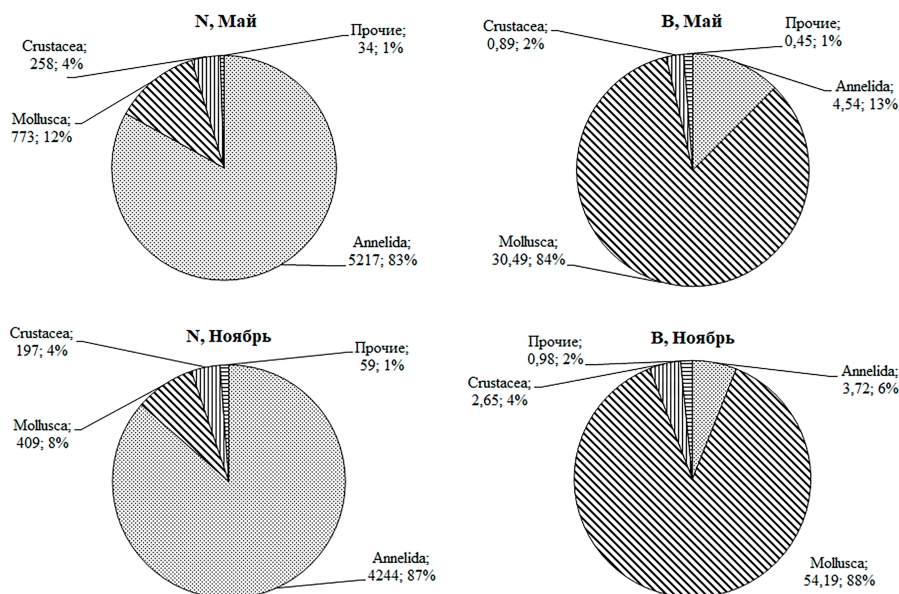 N, Май
Crustacea;
258; 4%
Прочие;
34; 1%
Mollusca;
773; 12%
Annelida;
5217; 83%
B, Май
Crustacea;
0,89; 2%
Прочие;
0,45; 1%
Annelida;
4,54; 13%
Mollusca;
30,49; 84%
N, Ноябрь
Crustacea;
197; 4%
Прочие;
59; 1%
Mollusca;
409; 8%
Annelida;
4244; 87%
B, Ноябрь
Прочие;
0,98; 2%
Crustacea;
2,65; 4%
Annelida;
3,72; 6%
Mollusca;
54,19; 88%